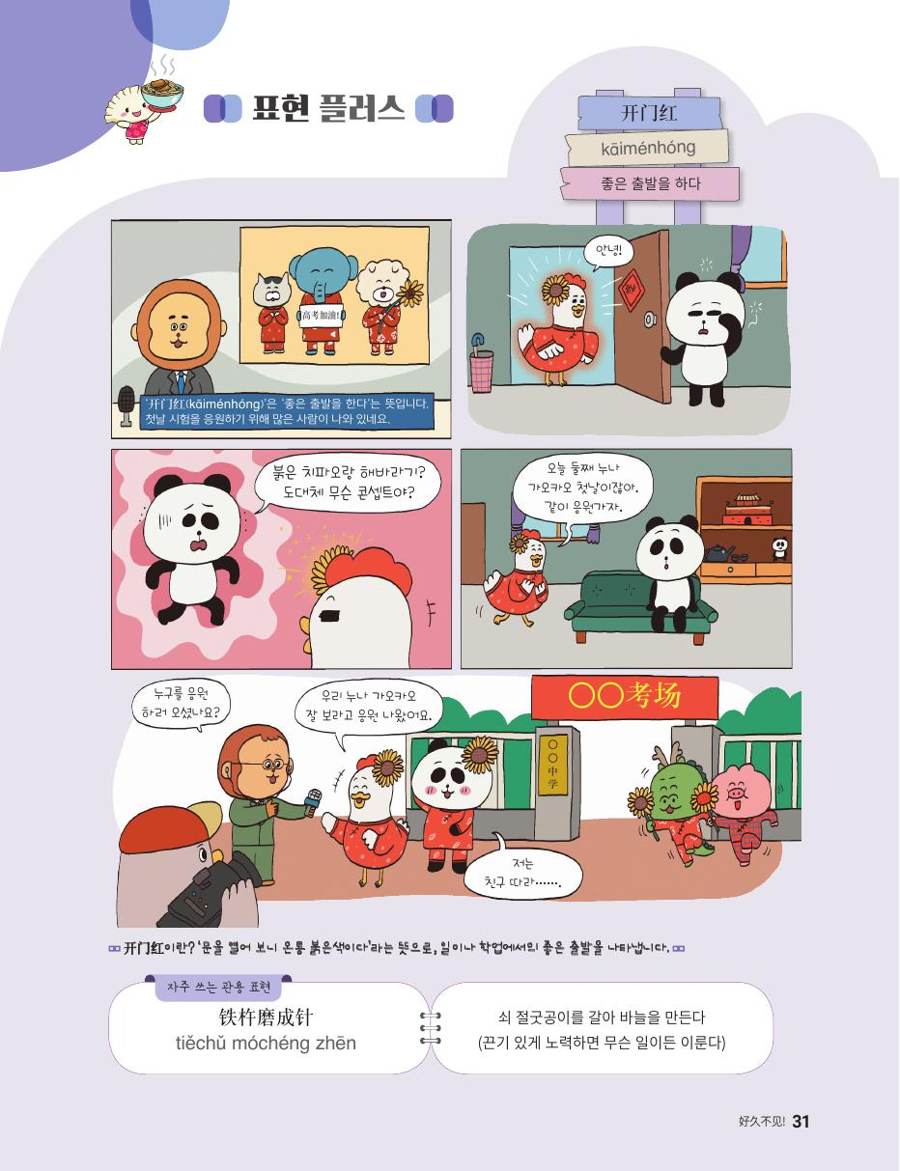 표현 플러스
开门红
kāiménhóng
좋은 출발을 하다
高考加油!
'开门红(kāiménhóng)'은 '좋은 출발을 한다'는 뜻입니다.
첫날 시험을 응원하기 위해 많은 사람이 나와 있네요.
안녕!
붉은 치파오랑 해바라기?
도대체 무슨 콘셉트야?
오늘 둘째 누나
가오카오 첫날이잖아.
같이 응원가자.
누구를 응원
하러 오셨나요?
우리 누나 가오카오
잘 보라고 응원 나왔어요.
〇〇考场
〇〇中学
저는
친구 따라······.
开门红이란? '문을 열어 보니 온통 붉은색이다'라는 뜻으로, 일이나 학업에서의 좋은 출발을 나타냅니다.
자주 쓰는 관용 표현
铁杵磨成针
tiěchǔ móchéng zhēn
쇠 절굿공이를 갈아 바늘을 만든다
(끈기 있게 노력하면 무슨 일이든 이룬다)
好久不见! 31